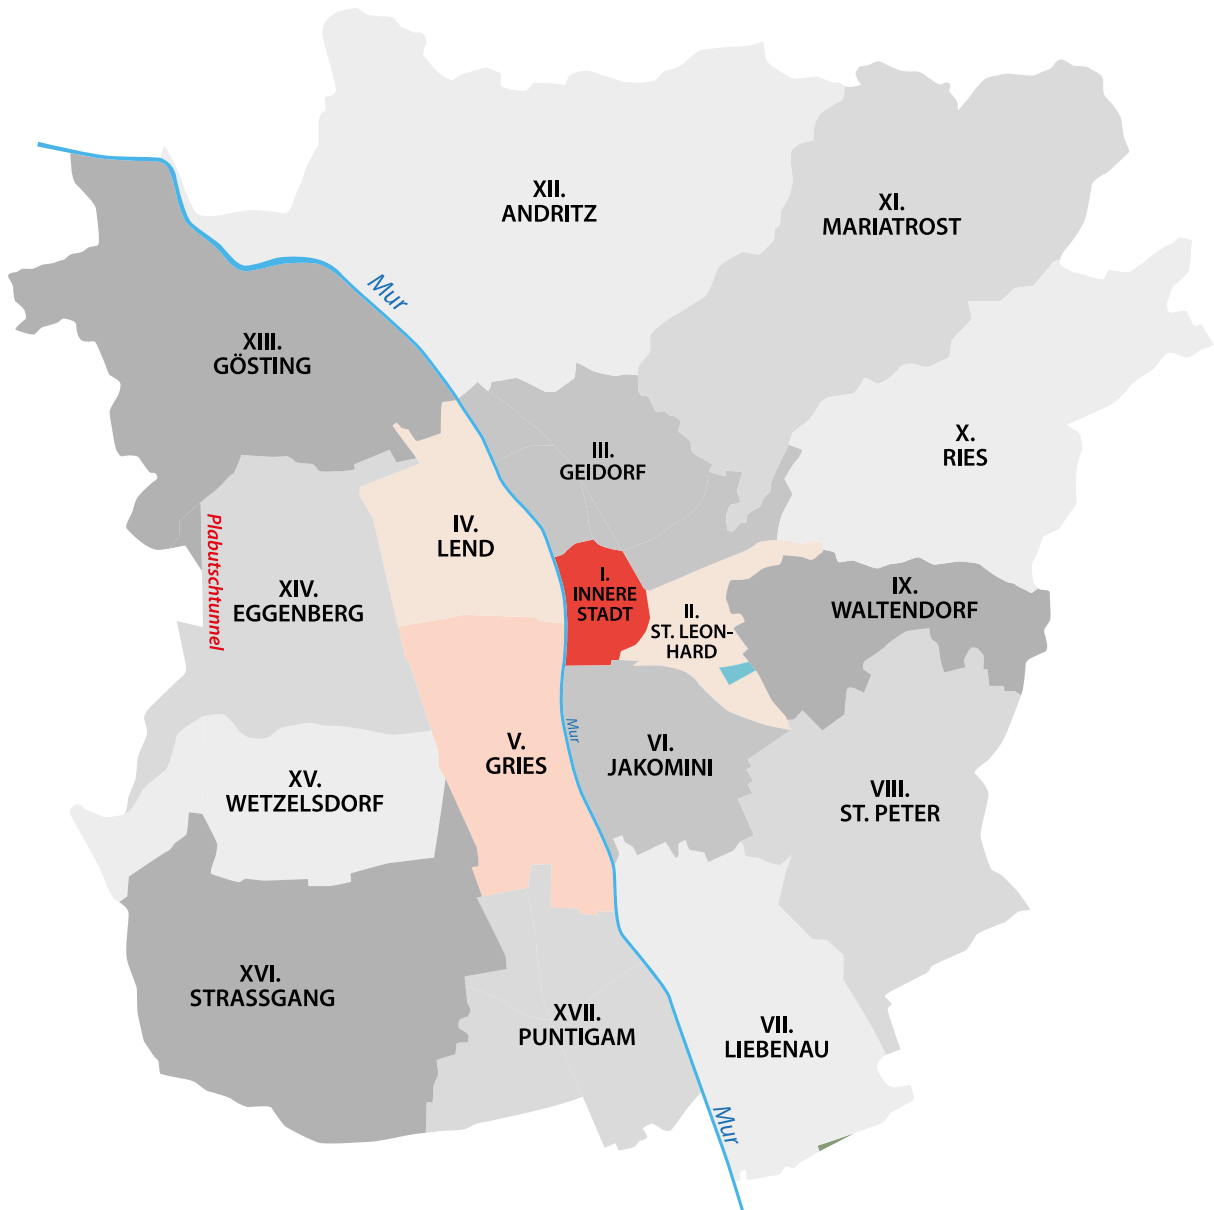 XII.
ANDRITZ
XI.
MARIATROST
Mur
XIII.
GÖSTING
III.
GEIDORF
X.
RIES
IV.
LEND
Plabutschtunnel
XIV.
EGGENBERG
I.
INNERE
STADT
II.
ST. LEON-
HARD
IX.
WALTENDORF
V.
GRIES
Mur
VI.
JAKOMINI
XV.
WETZELSDORF
VIII.
ST. PETER
XVI.
STRASSGANG
XVII.
PUNTIGAM
VII.
LIEBENAU
Mur